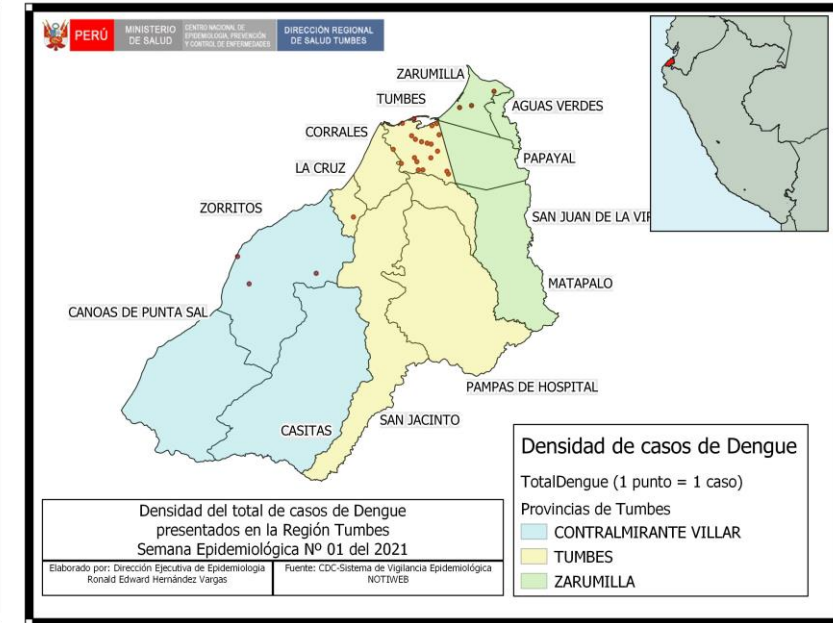 PERÚ
MINISTERIO
DE SALUD
CENTRO NACIONAL DE
EPIDEMIOLOGIA, PREVENCIÓN
Y CONTROL DE ENFERMEDADES
DIRECCIÓN REGIONAL
DE SALUD TUMBES
ZARUMILLA
TUMBES
AGUAS VERDES
CORRALES
PAPAYAL
LA CRUZ
ZORRITOS
SAN JUAN DE LA VIR
MATAPALO
CANOAS DE PUNTA SAL
PAMPAS DE HOSPITAL
SAN JACINTO
CASITAS
Densidad de casos de Dengue
TotalDengue (1 punto = 1 caso)
Provincias de Tumbes
CONTRALMIRANTE VILLAR
TUMBES
ZARUMILLA
Densidad del total de casos de Dengue
presentados en la Región Tumbes
Semana Epidemiológica Nº 01 del 2021
Elaborado por: Dirección Ejecutiva de Epidemiologia
Ronald Edward Hernández Vargas
Fuente: CDC-Sistema de Vigilancia Epidemiológica
NOTIWEB